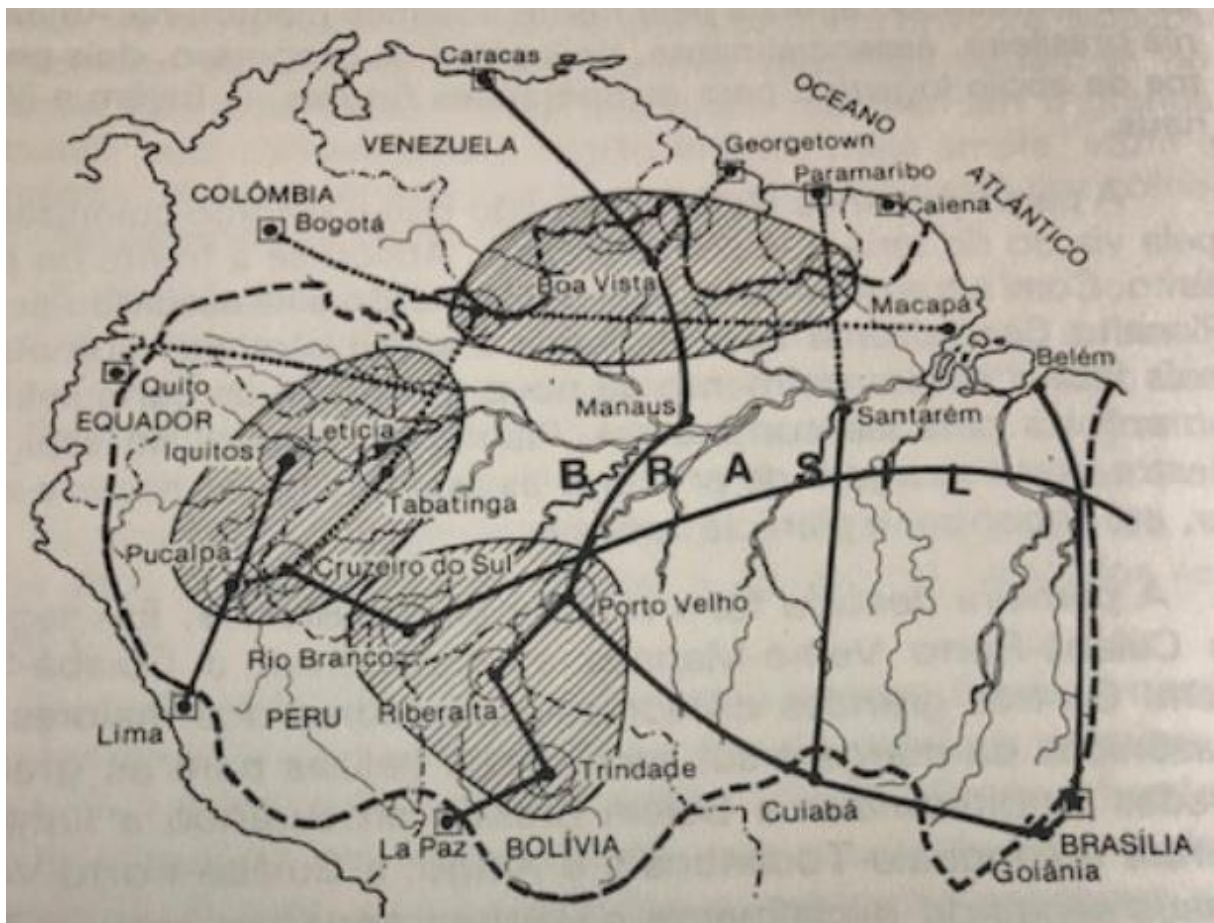 Caracas
OCEANO
ATLÂNTICO
VENEZUELA
Georgetown
Paramaribo
Caiena
COLÔMBIA
Bogotá
Boa Vista
Macapá
Belém
Quito
EQUADOR
Manaus
Santarém
Iquitos
Letícia
BRASIL
Tabatinga
Pucalpa
Cruzeiro do Sul
Porto Velho
Rio Branco
Riberalta
Lima
PERU
Trindade
Cuiabá
La Paz
BOLÍVIA
BRASÍLIA
Goiânia